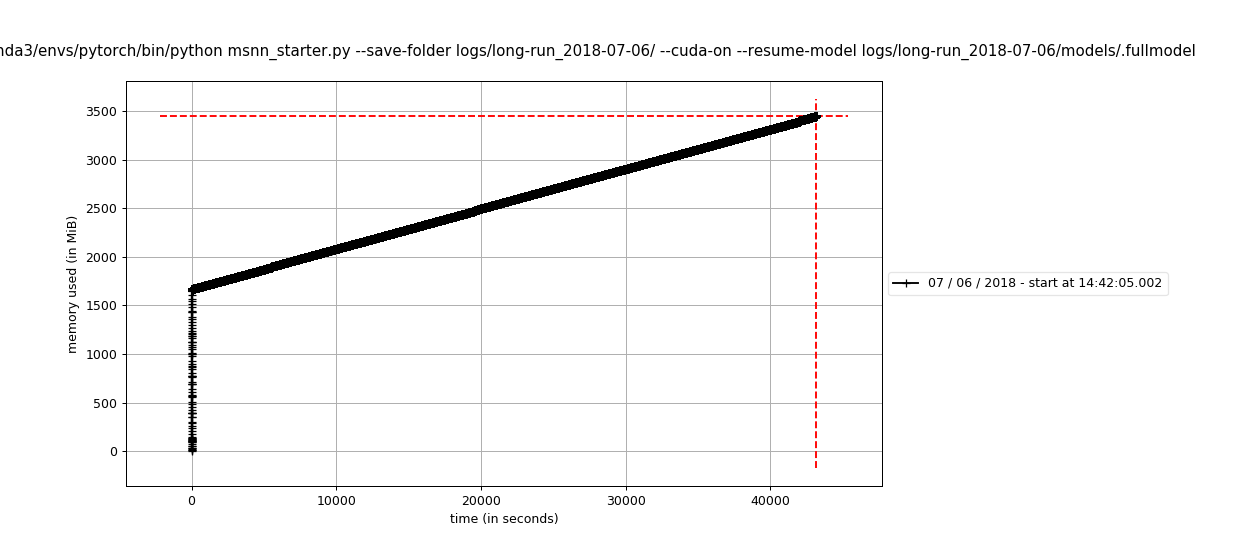 nda3/envs/pytorch/bin/python msnn_starter.py --save-folder logs/long-run_2018-07-06/ --cuda-on --resume-model logs/long-run_2018-07-06/models/.fullmodel
3500
3000
2500
2000
1500
1000
500
0
memory used (in MiB)
0 10000 20000 30000 40000
time (in seconds)
07 / 06 / 2018 - start at 14:42:05.002